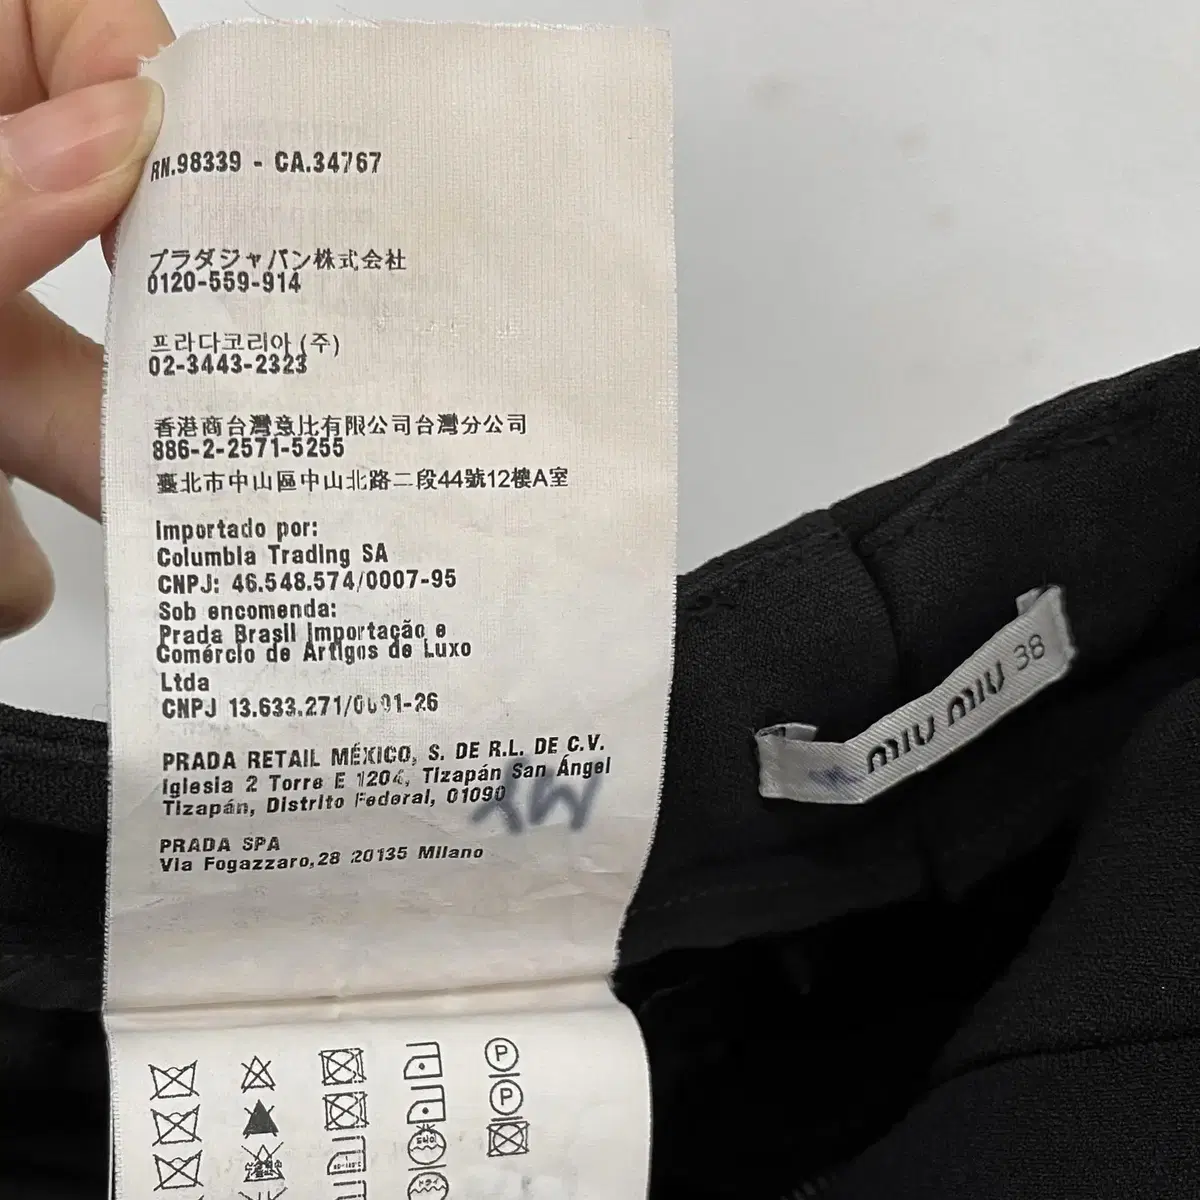 RN.98339 - CA.34767
プラダジャパン株式会社
0120-559-914
프라다코리아(주)
02-3443-2323
香港商台灣意比有限公司台灣分公司
886-2-2571-5255
臺北市中山區中山北路二段44號12樓A室
Importado por:
Columbia Trading SA
CNPJ: 46.548.574/0007-95
Sob encomenda:
Prada Brasil Importação e
Comércio de Artigos de Luxo
Ltda
CNPJ 13.633.271/0001-26
PRADA RETAIL MÉXICO, S. DE R.L. DE C.V.
Iglesia 2 Torre E 1204, Tizapán San Ángel
Tizapán, Distrito Federal, 01090
PRADA SPA
Via Fogazzaro,28 20135 Milano
P
P
miu miu 38